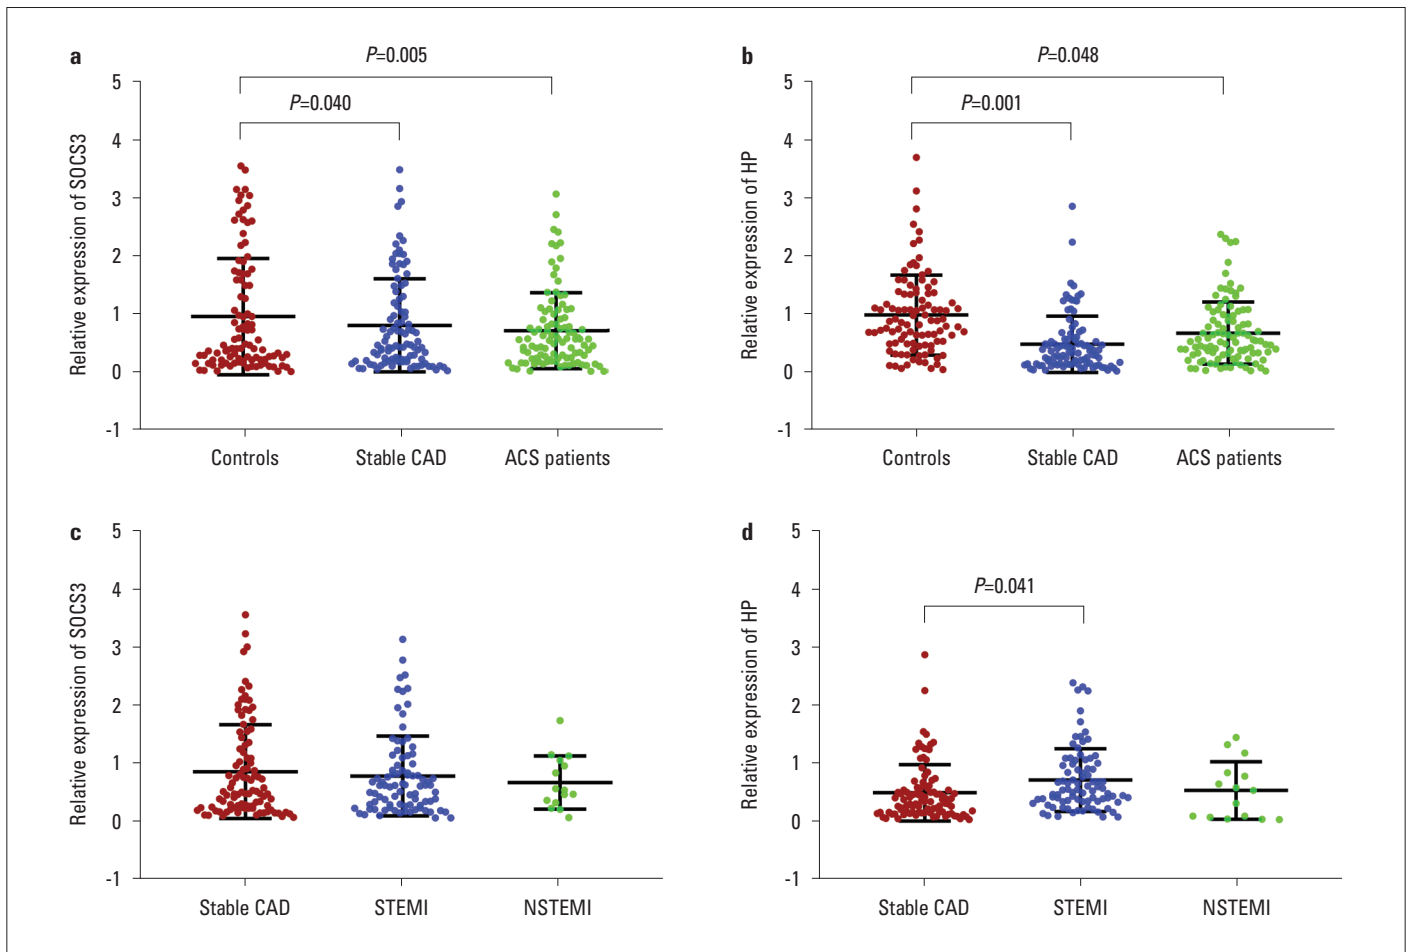 a
P=0.005
P=0.040
Relative expression of SOCS3
5
4
3
2
1
0
-1
Controls Stable CAD ACS patients
b
P=0.048
P=0.001
Relative expression of HP
5
4
3
2
1
0
-1
Controls Stable CAD ACS patients
c
Relative expression of SOCS3
5
4
3
2
1
0
-1
Stable CAD STEMI NSTEMI
d
P=0.041
Relative expression of HP
5
4
3
2
1
0
-1
Stable CAD STEMI NSTEMI